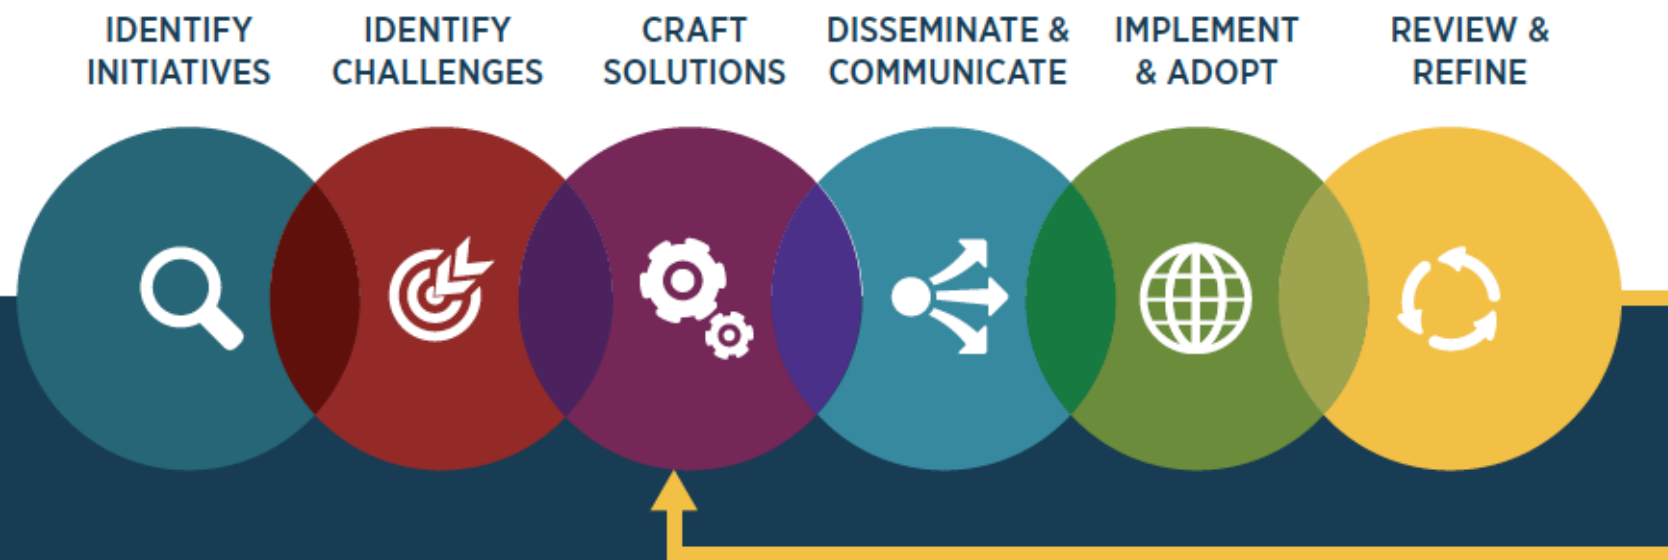 IDENTIFY
INITIATIVES
IDENTIFY
CHALLENGES
CRAFT
SOLUTIONS
DISSEMINATE &
COMMUNICATE
IMPLEMENT
& ADOPT
REVIEW &
REFINE